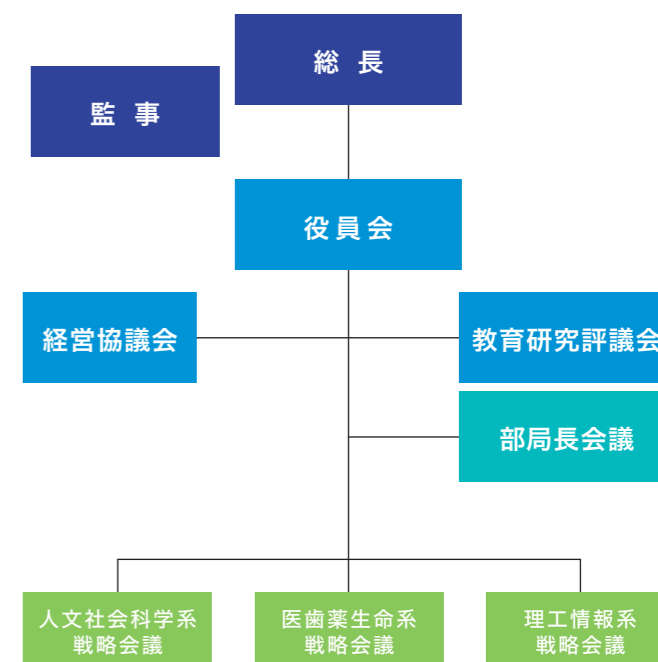 総長
監事
役員会
経営協議会
教育研究評議会
部局長会議
人文社会科学系
戦略会議
医歯薬生命系
戦略会議
理工情報系
戦略会議